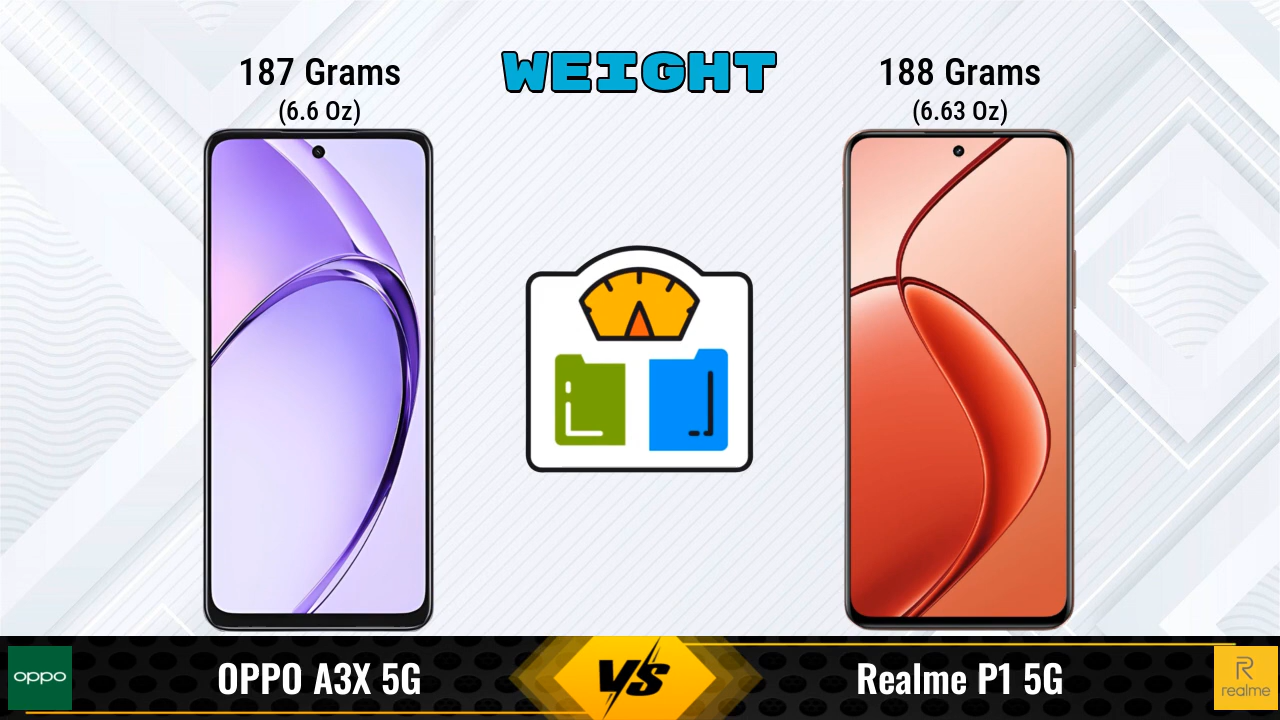 WEIGHT
187 Grams
(6.6 Oz)
188 Grams
(6.63 Oz)
oppo
OPPO A3X 5G
VS
Realme P1 5G
R
realme